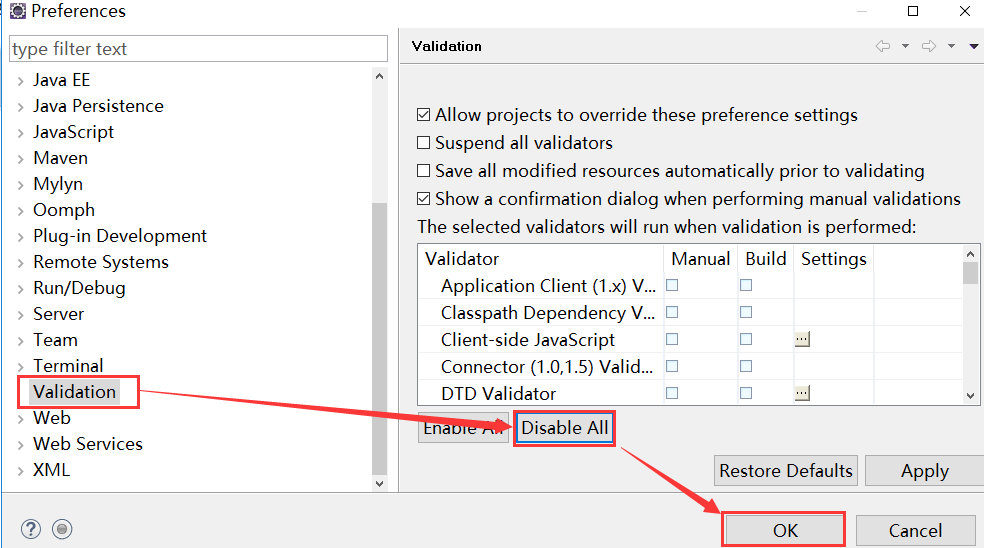 Preferences
type filter text
Java EE
Java Persistence
JavaScript
Maven
Mylyn
Oomph
Plug-in Development
Remote Systems
Run/Debug
Server
Team
Terminal
Validation
Web
Web Services
XML
Validation
Allow projects to override these preference settings
Suspend all validators
Save all modified resources automatically prior to validating
Show a confirmation dialog when performing manual validations
The selected validators will run when validation is performed:
Validator Manual Build Settings
Application Client (1.x) V...
Classpath Dependency V...
Client-side JavaScript ...
Connector (1.0,1.5) Valid...
DTD Validator ...
Enable All Disable All
Restore Defaults Apply
? OK Cancel